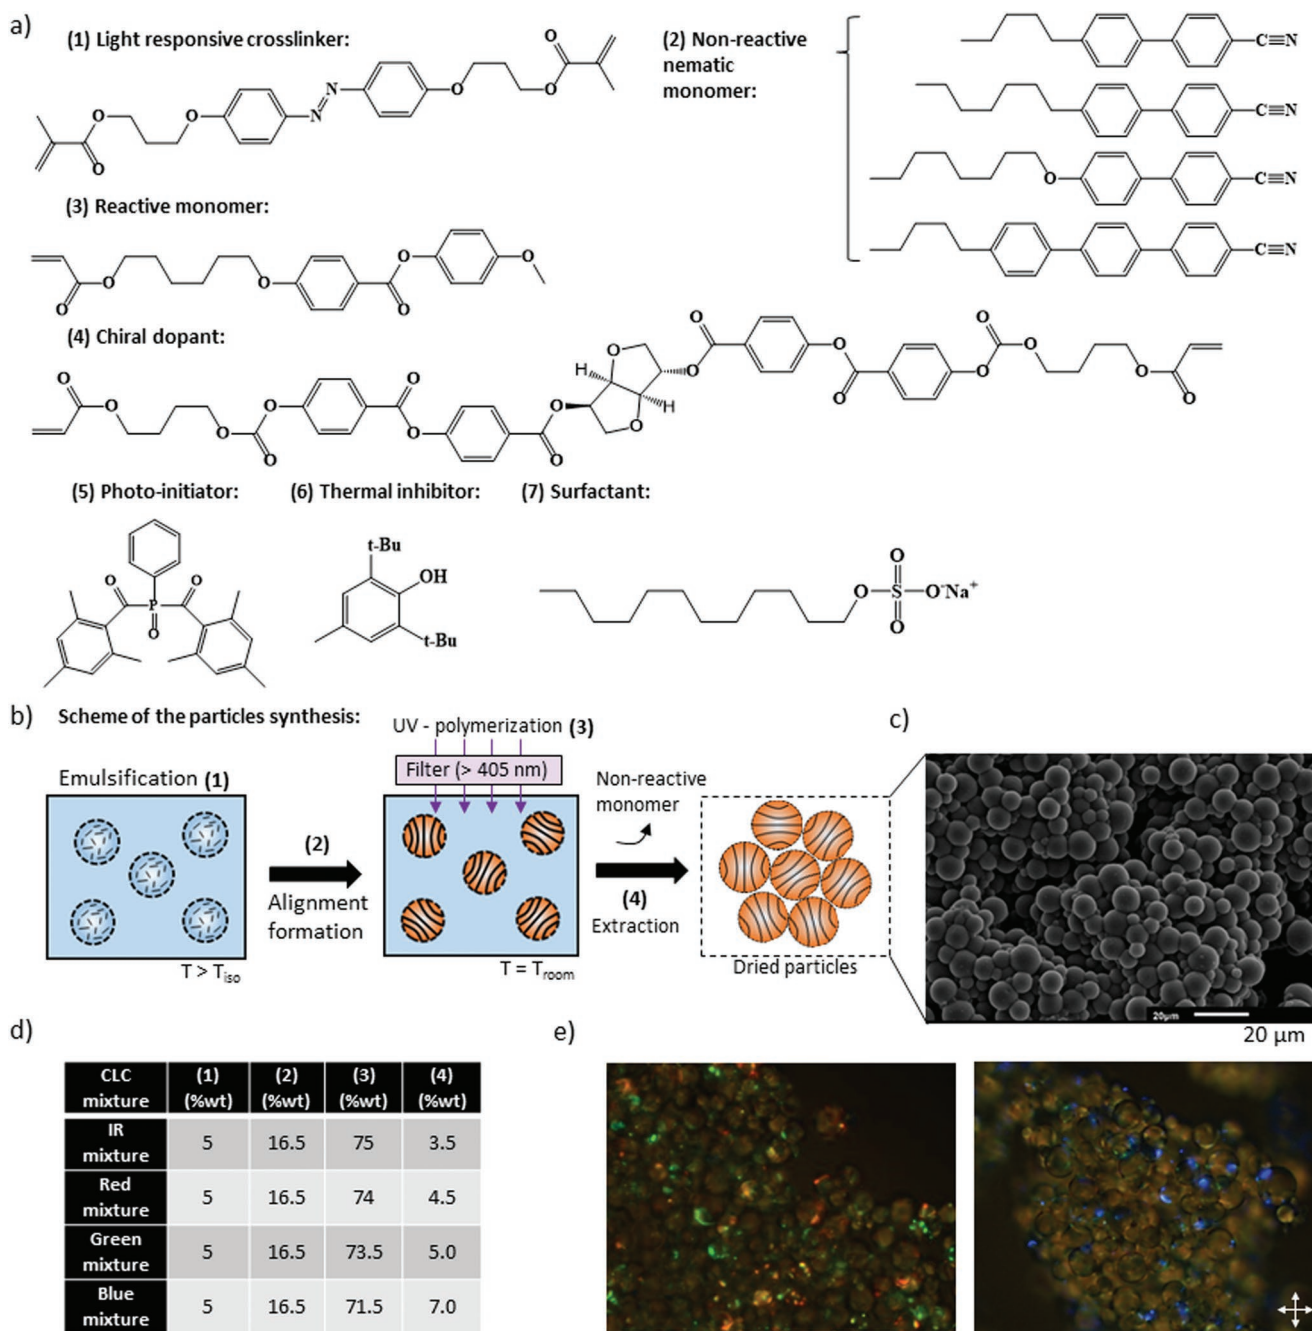 a)
(1) Light responsive crosslinker:
(2) Non-reactive
nematic
monomer:
N
N
O
O
O
O
O
O
C≡N
C≡N
O
C≡N
C≡N
(3) Reactive monomer:
O
O
O
O
O
O
(4) Chiral dopant:
O
O
O
O
O
O
O
O
O
O
O
H
H
O
O
O
O
O
O
O
O
O
O
O
(5) Photo-initiator:
(6) Thermal inhibitor:
(7) Surfactant:
O
P
O
O
t-Bu
OH
t-Bu
O
O
S
O⁻Na⁺
O
b)
Scheme of the particles synthesis:
Emulsification (1)
T > Tiso
(2)
Alignment
formation
UV - polymerization (3)
Filter (> 405 nm)
T = Troom
Non-reactive
monomer
(4)
Extraction
Dried particles
c)
20µm
20 µm
d)
CLC mixture (1) (%wt) (2) (%wt) (3) (%wt) (4) (%wt)
IR mixture 5 16.5 75 3.5
Red mixture 5 16.5 74 4.5
Green mixture 5 16.5 73.5 5.0
Blue mixture 5 16.5 71.5 7.0
e)